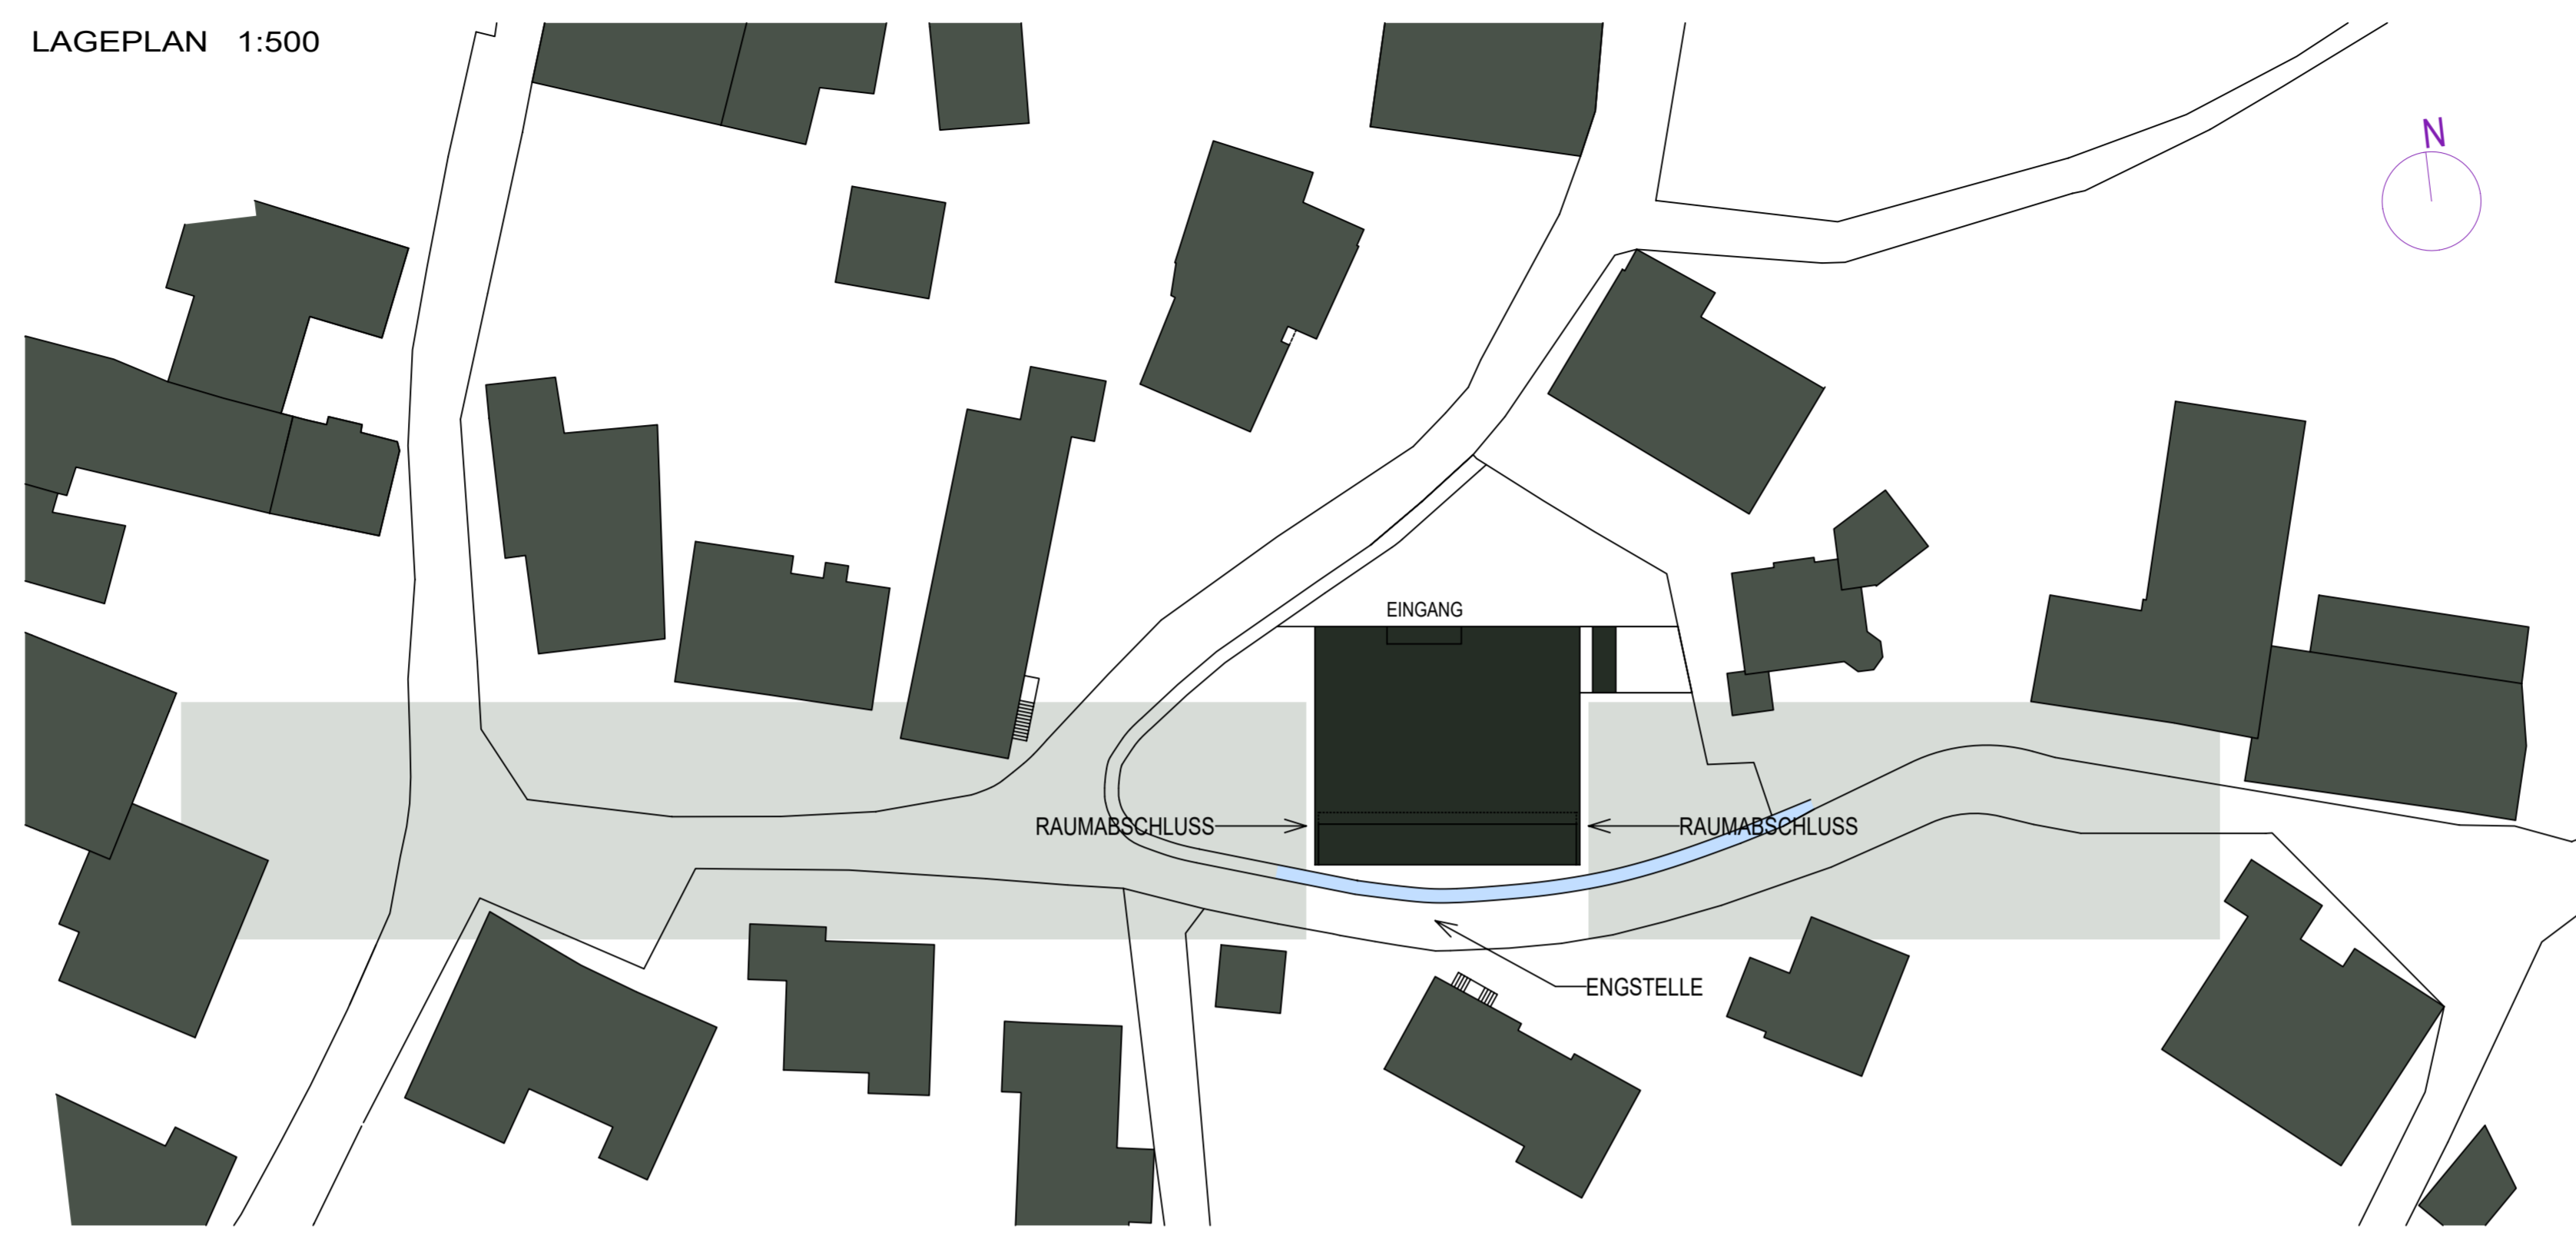 LAGEPLAN 1:500
N
EINGANG
RAUMABSCHLUSS
RAUMABSCHLUSS
ENGSTELLE